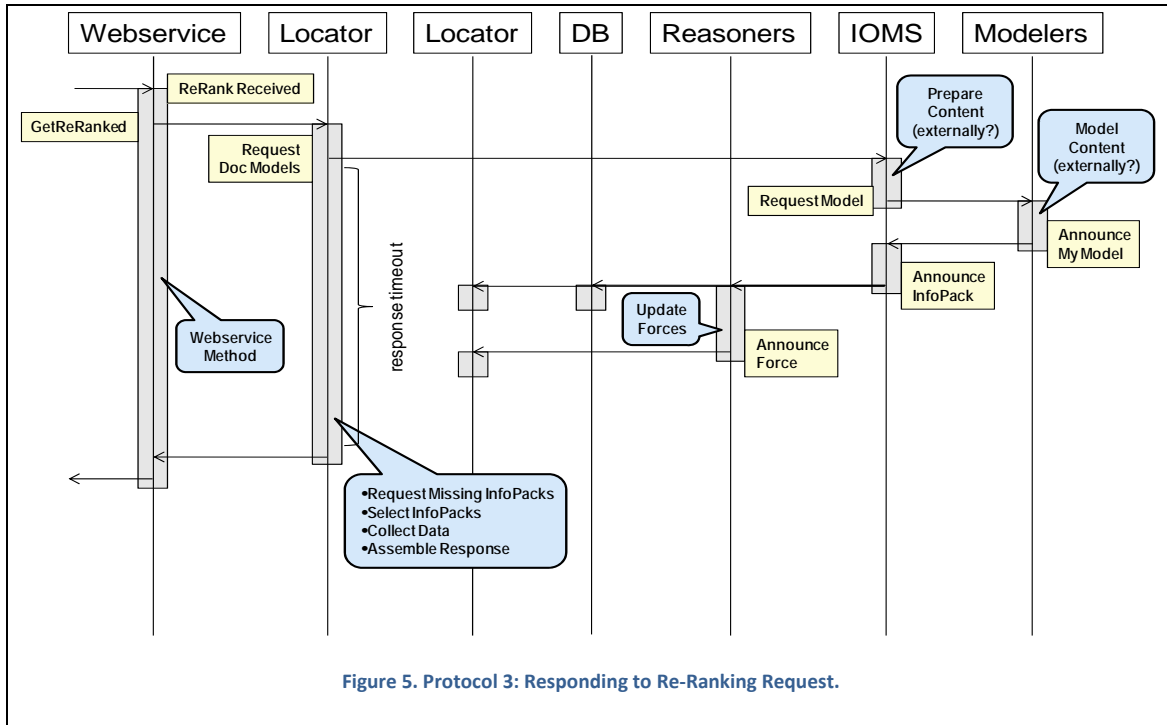 Webservice
Locator
Locator
DB
Reasoners
IOMS
Modelers
ReRank Received
GetReRanked
Request
Doc Models
Prepare
Content
(externally?)
Model
Content
(externally?)
Request Model
Announce
My Model
Announce
InfoPack
response timeout
Update
Forces
Webservice
Method
Announce
Force
•Request Missing InfoPacks
•Select InfoPacks
•Collect Data
•Assemble Response
Figure 5. Protocol 3: Responding to Re-Ranking Request.